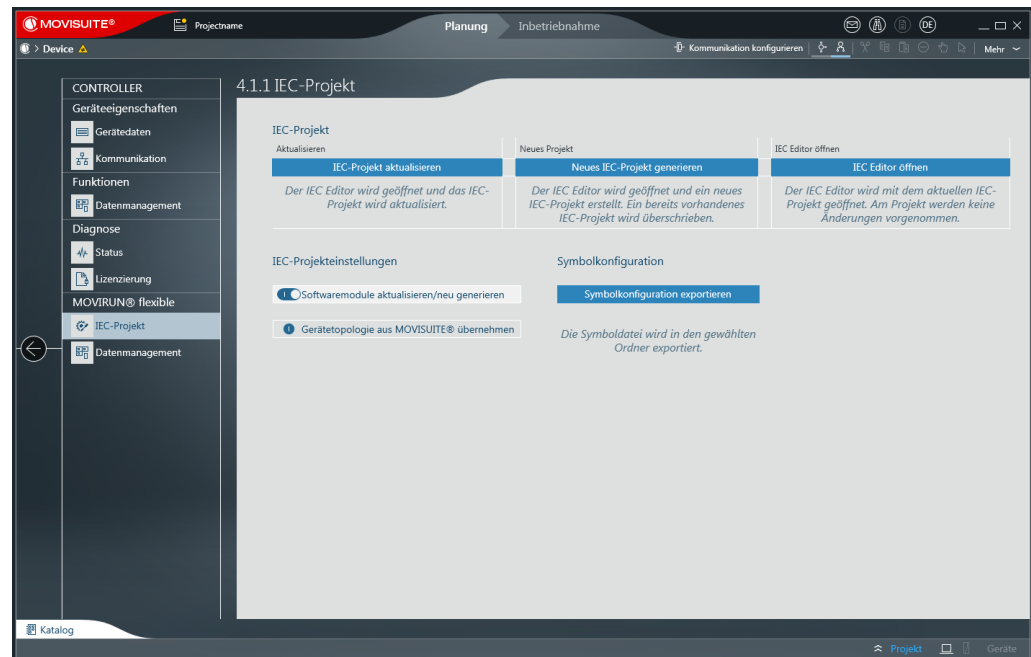 MOVISUITE®
Projectname
Planung
Inbetriebnahme
DE
> Device
Kommunikation konfigurieren
Mehr
CONTROLLER
Geräteeigenschaften
Gerätedaten
Kommunikation
Funktionen
Datenmanagement
Diagnose
Status
Lizenzierung
MOVIRUN® flexible
IEC-Projekt
Datenmanagement
4.1.1 IEC-Projekt
IEC-Projekt
Aktualisieren
IEC-Projekt aktualisieren
Der IEC Editor wird geöffnet und das IEC-
Projekt wird aktualisiert.
Neues Projekt
Neues IEC-Projekt generieren
Der IEC Editor wird geöffnet und ein neues
IEC-Projekt erstellt. Ein bereits vorhandenes
IEC-Projekt wird überschrieben.
IEC Editor öffnen
IEC Editor öffnen
Der IEC Editor wird mit dem aktuellen IEC-
Projekt geöffnet. Am Projekt werden keine
Änderungen vorgenommen.
IEC-Projekteinstellungen
Softwaremodule aktualisieren/neu generieren
Gerätetopologie aus MOVISUITE® übernehmen
Symbolkonfiguration
Symbolkonfiguration exportieren
Die Symboldatei wird in den gewählten
Ordner exportiert.
Katalog
Projekt
Geräte